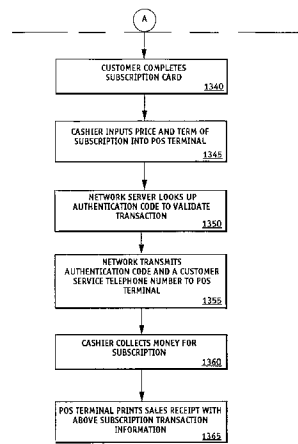 A
CUSTOMER COMPLETES
SUBSCRIPTION CARD
1340
CASHIER INPUTS PRICE AND TERM OF
SUBSCRIPTION INTO POS TERMINAL
1345
NETWORK SERVER LOOKS UP
AUTHENTICATION CODE TO VALIDATE
TRANSACTION
1350
NETWORK TRANSMITS
AUTHENTICATION CODE AND A CUSTOMER
SERVICE TELEPHONE NUMBER TO POS
TERMINAL
1355
CASHIER COLLECTS MONEY FOR
SUBSCRIPTION
1360
POS TERMINAL PRINTS SALES RECEIPT WITH
ABOVE SUBSCRIPTION TRANSACTION
INFORMATION
1365